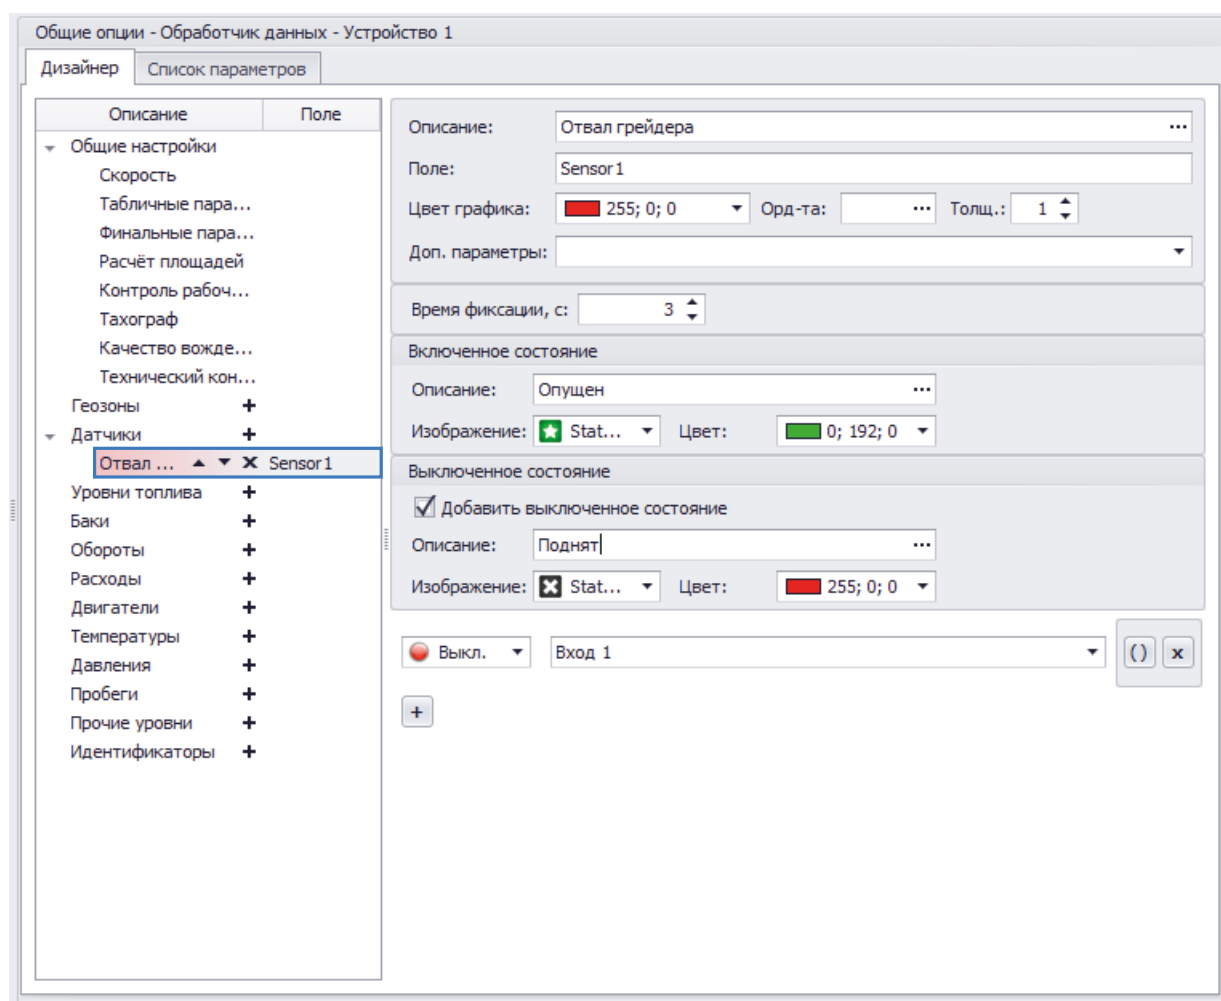 Общие опции - Обработчик данных - Устройство 1
Дизайнер
Список параметров
Описание
Поле
Общие настройки
Скорость
Табличные пара...
Финальные пара...
Расчёт площадей
Контроль рабоч...
Тахограф
Качество вожде...
Технический кон...
Геозоны +
Датчики +
Отвал ... Sensor1
Уровни топлива +
Баки +
Обороты +
Расходы +
Двигатели +
Температуры +
Давления +
Пробеги +
Прочие уровни +
Идентификаторы +
Описание: Отвал грейдера ...
Поле: Sensor1
Цвет графика: 255; 0; 0 Орд-та: ... Толщ.: 1
Доп. параметры:
Время фиксации, с: 3
Включенное состояние
Описание: Опущен ...
Изображение: Stat... Цвет: 0; 192; 0
Выключенное состояние
Добавить выключенное состояние
Описание: Поднят ...
Изображение: Stat... Цвет: 255; 0; 0
Выкл. Вход 1 () x
+